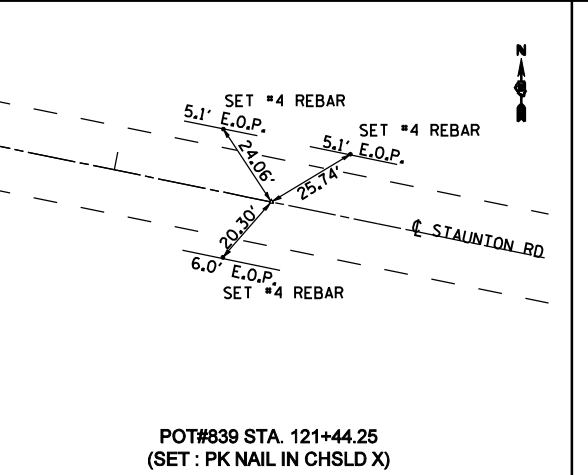 N
SET #4 REBAR
5.1' E.O.P.
SET #4 REBAR
5.1' E.O.P.
24.06'
25.74'
20.30'
℄ STAUNTON RD
6.0' E.O.P.
SET #4 REBAR
POT#839 STA. 121+44.25
(SET : PK NAIL IN CHSLD X)